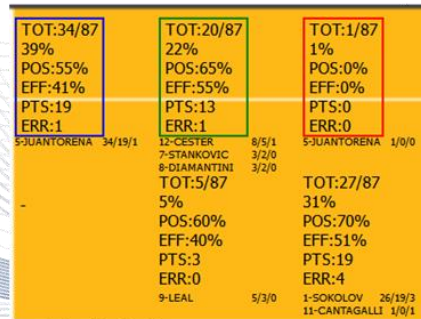 TOT:34/87
39%
POS:55%
EFF:41%
PTS:19
ERR:1
5-JUANTORENA 34/19/1
TOT:20/87
22%
POS:65%
EFF:55%
PTS:13
ERR:1
12-CESTER 8/5/1
7-STANKOVIC 3/2/0
8-DIAMANTINI 3/2/0
TOT:1/87
1%
POS:0%
EFF:0%
PTS:0
ERR:0
5-JUANTORENA 1/0/0
-
TOT:5/87
5%
POS:60%
EFF:40%
PTS:3
ERR:0
9-LEAL 5/3/0
TOT:27/87
31%
POS:70%
EFF:51%
PTS:19
ERR:4
1-SOKOLOV 26/19/3
11-CANTAGALLI 1/0/1